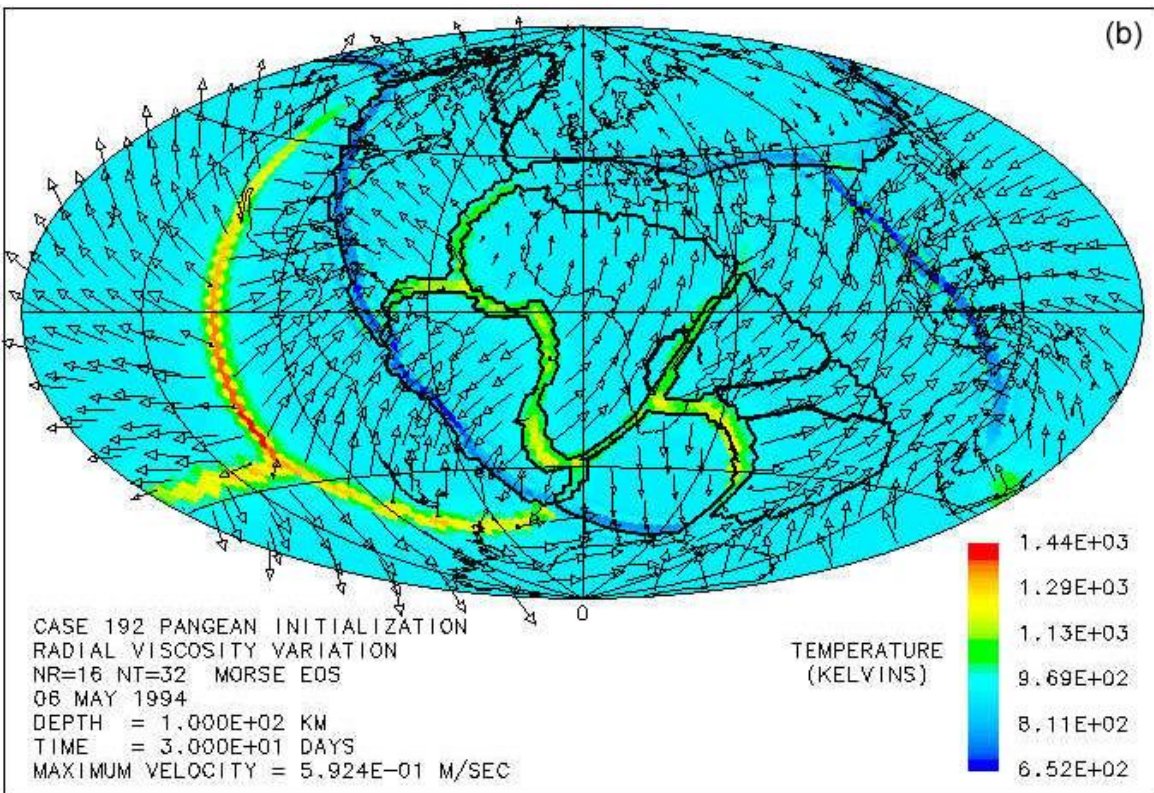 (b)
0
CASE 192 PANGEAN INITIALIZATION
RADIAL VISCOSITY VARIATION
NR=16 NT=32 MORSE EOS
06 MAY 1994
DEPTH = 1.000E+02 KM
TIME = 3.000E+01 DAYS
MAXIMUM VELOCITY = 5.924E-01 M/SEC
TEMPERATURE
(KELVINS)
1.44E+03
1.29E+03
1.13E+03
9.69E+02
8.11E+02
6.52E+02